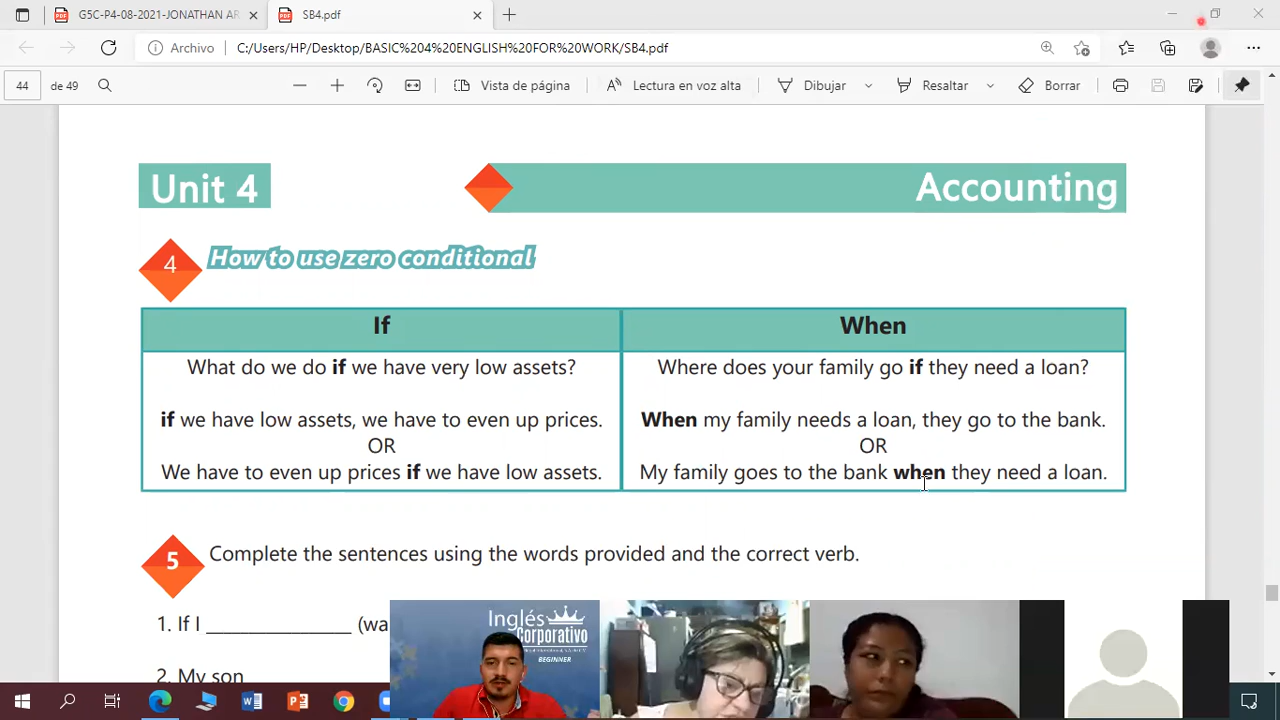 G5C-P4-08-2021-JONATHAN AR
SB4.pdf
Archivo
C:/Users/HP/Desktop/BASIC%204%20ENGLISH%20FOR%20WORK/SB4.pdf
44
de 49
Vista de página
Lectura en voz alta
Dibujar
Resaltar
Borrar
Unit 4
Accounting
4
How to use zero conditional
If
When
What do we do if we have very low assets?
Where does your family go if they need a loan?
if we have low assets, we have to even up prices.
When my family needs a loan, they go to the bank.
OR
OR
We have to even up prices if we have low assets.
My family goes to the bank when they need a loan.
5
Complete the sentences using the words provided and the correct verb.
1. If I _______________ (wa
2. My son
Inglés
Corporativo
BEGINNER